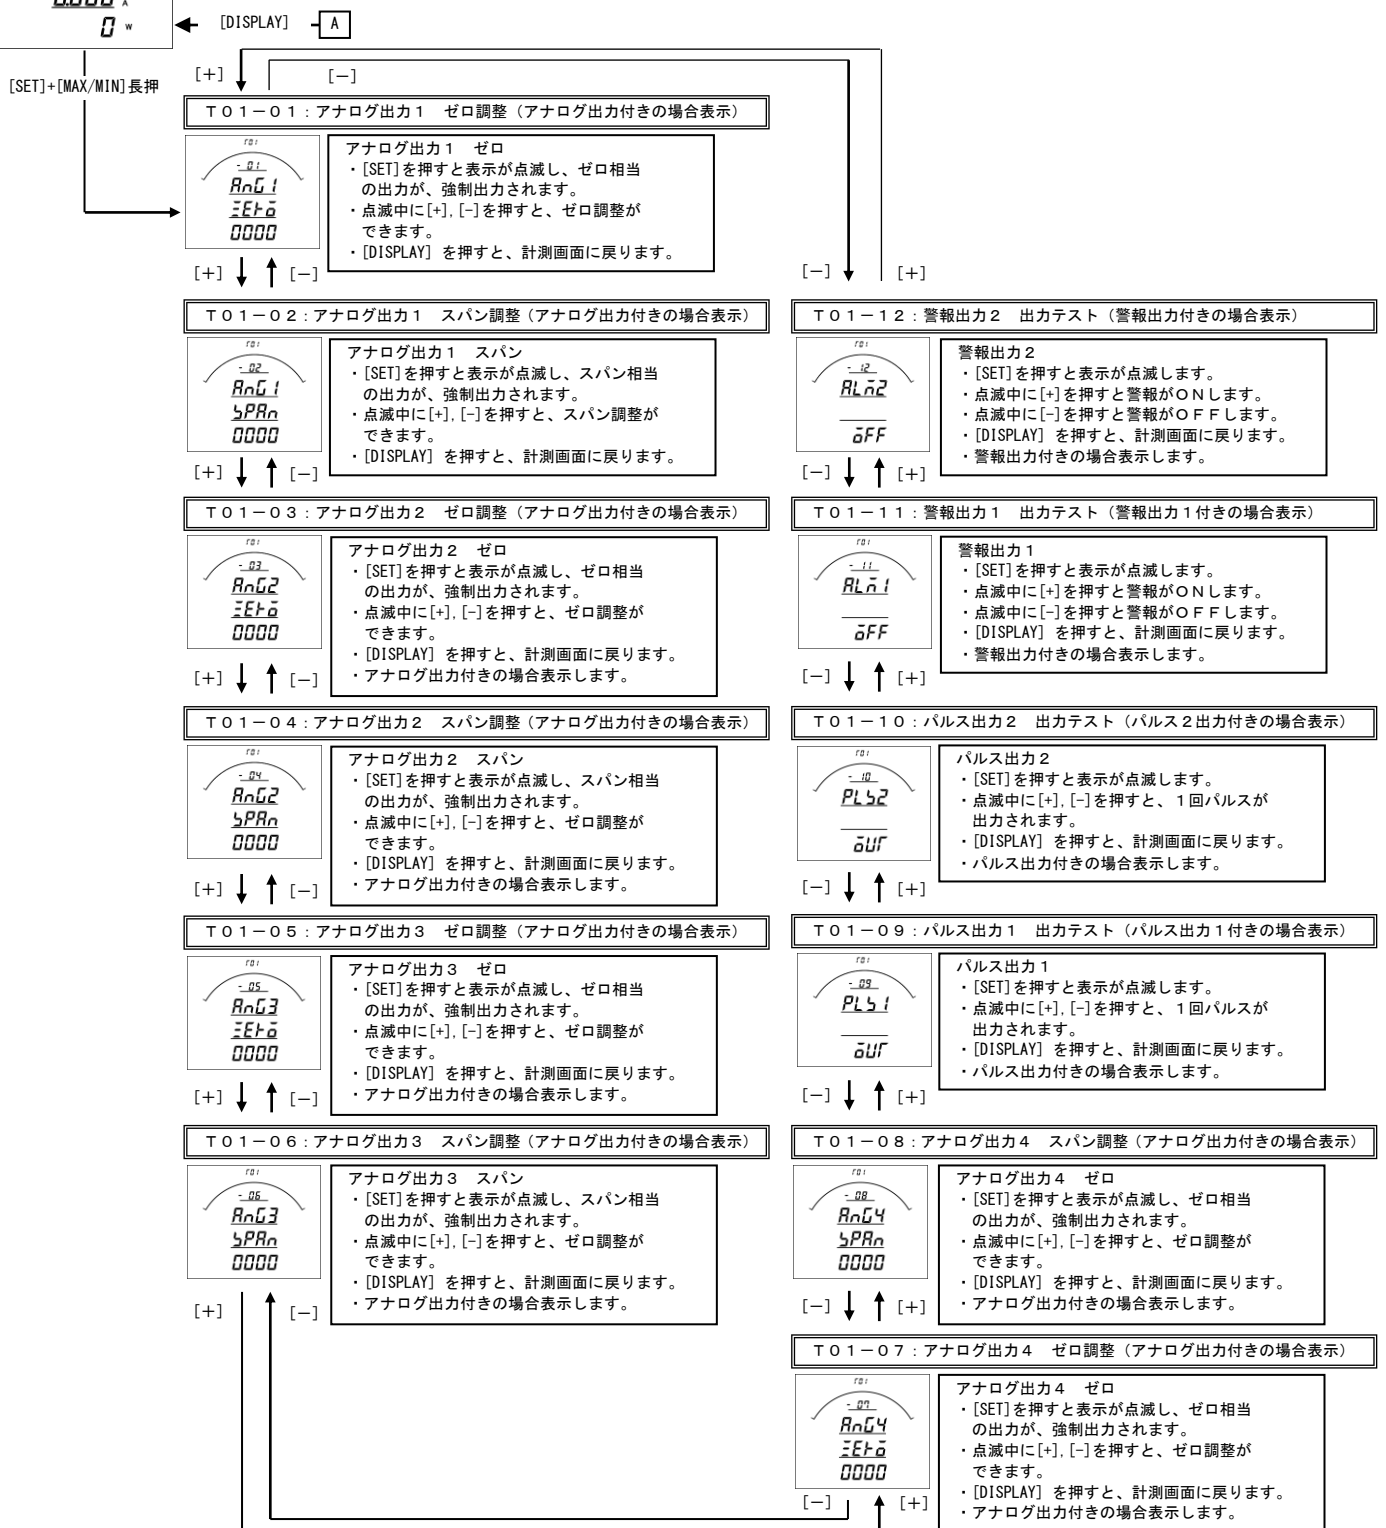 0.000 A
0 W
[DISPLAY]
A
[SET]+[MAX/MIN]長押
[+]
[−]
T01−01:アナログ出力1 ゼロ調整(アナログ出力付きの場合表示)
アナログ出力1 ゼロ
・[SET]を押すと表示が点滅し、ゼロ相当
の出力が、強制出力されます。
・点滅中に[+],[-]を押すと、ゼロ調整が
できます。
・[DISPLAY] を押すと、計測画面に戻ります。
T01
-01
AnG1
ZERO
0000
[+]
[−]
T01−02:アナログ出力1 スパン調整(アナログ出力付きの場合表示)
T01
-02
AnG1
SPAn
0000
アナログ出力1 スパン
・[SET]を押すと表示が点滅し、スパン相当
の出力が、強制出力されます。
・点滅中に[+],[-]を押すと、スパン調整が
できます。
・[DISPLAY] を押すと、計測画面に戻ります。
[+]
[−]
T01−03:アナログ出力2 ゼロ調整(アナログ出力付きの場合表示)
T01
-03
AnG2
ZERO
0000
アナログ出力2 ゼロ
・[SET]を押すと表示が点滅し、ゼロ相当
の出力が、強制出力されます。
・点滅中に[+],[-]を押すと、ゼロ調整が
できます。
・[DISPLAY] を押すと、計測画面に戻ります。
・アナログ出力付きの場合表示します。
[+]
[−]
T01−04:アナログ出力2 スパン調整(アナログ出力付きの場合表示)
T01
-04
AnG2
SPAn
0000
アナログ出力2 スパン
・[SET]を押すと表示が点滅し、スパン相当
の出力が、強制出力されます。
・点滅中に[+],[-]を押すと、ゼロ調整が
できます。
・[DISPLAY] を押すと、計測画面に戻ります。
・アナログ出力付きの場合表示します。
[+]
[−]
T01−05:アナログ出力3 ゼロ調整(アナログ出力付きの場合表示)
T01
-05
AnG3
ZERO
0000
アナログ出力3 ゼロ
・[SET]を押すと表示が点滅し、ゼロ相当
の出力が、強制出力されます。
・点滅中に[+],[-]を押すと、ゼロ調整が
できます。
・[DISPLAY] を押すと、計測画面に戻ります。
・アナログ出力付きの場合表示します。
[+]
[−]
T01−06:アナログ出力3 スパン調整(アナログ出力付きの場合表示)
T01
-06
AnG3
SPAn
0000
アナログ出力3 スパン
・[SET]を押すと表示が点滅し、スパン相当
の出力が、強制出力されます。
・点滅中に[+],[-]を押すと、ゼロ調整が
できます。
・[DISPLAY] を押すと、計測画面に戻ります。
・アナログ出力付きの場合表示します。
[+]
[−]
[−]
[+]
T01−12:警報出力2 出力テスト(警報出力付きの場合表示)
T01
-12
ALM2
OFF
警報出力2
・[SET]を押すと表示が点滅します。
・点滅中に[+]を押すと警報がONします。
・点滅中に[-]を押すと警報がOFFします。
・[DISPLAY] を押すと、計測画面に戻ります。
・警報出力付きの場合表示します。
[−]
[+]
T01−11:警報出力1 出力テスト(警報出力1付きの場合表示)
T01
-11
ALM1
OFF
警報出力1
・[SET]を押すと表示が点滅します。
・点滅中に[+]を押すと警報がONします。
・点滅中に[-]を押すと警報がOFFします。
・[DISPLAY] を押すと、計測画面に戻ります。
・警報出力付きの場合表示します。
[−]
[+]
T01−10:パルス出力2 出力テスト(パルス2出力付きの場合表示)
T01
-10
PLS2
OUT
パルス出力2
・[SET]を押すと表示が点滅します。
・点滅中に[+],[-]を押すと、1回パルスが
出力されます。
・[DISPLAY] を押すと、計測画面に戻ります。
・パルス出力付きの場合表示します。
[−]
[+]
T01−09:パルス出力1 出力テスト(パルス出力1付きの場合表示)
T01
-09
PLS1
OUT
パルス出力1
・[SET]を押すと表示が点滅します。
・点滅中に[+],[-]を押すと、1回パルスが
出力されます。
・[DISPLAY] を押すと、計測画面に戻ります。
・パルス出力付きの場合表示します。
[−]
[+]
T01−08:アナログ出力4 スパン調整(アナログ出力付きの場合表示)
T01
-08
AnG4
SPAn
0000
アナログ出力4 ゼロ
・[SET]を押すと表示が点滅し、ゼロ相当
の出力が、強制出力されます。
・点滅中に[+],[-]を押すと、ゼロ調整が
できます。
・[DISPLAY] を押すと、計測画面に戻ります。
・アナログ出力付きの場合表示します。
[−]
[+]
T01−07:アナログ出力4 ゼロ調整(アナログ出力付きの場合表示)
T01
-07
AnG4
ZERO
0000
アナログ出力4 ゼロ
・[SET]を押すと表示が点滅し、ゼロ相当
の出力が、強制出力されます。
・点滅中に[+],[-]を押すと、ゼロ調整が
できます。
・[DISPLAY] を押すと、計測画面に戻ります。
・アナログ出力付きの場合表示します。
[−]
[+]